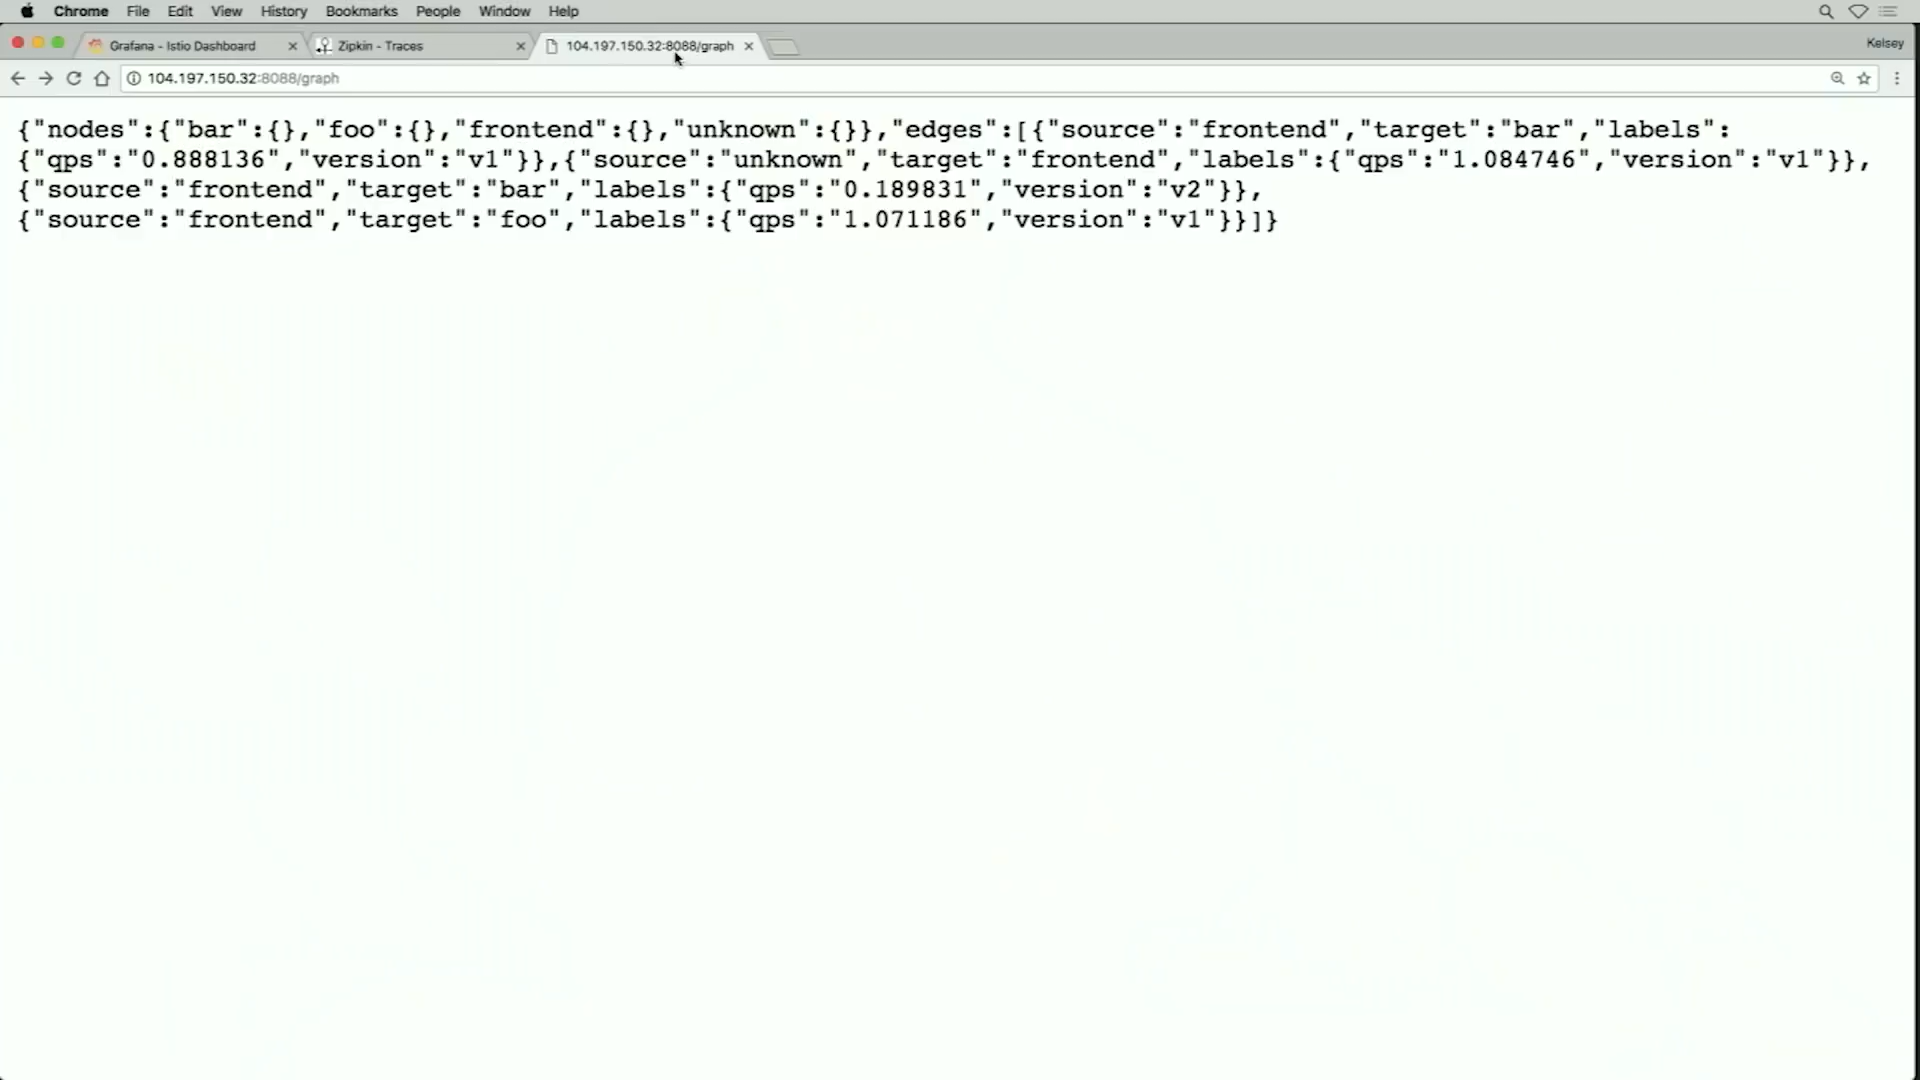 Chrome File Edit View History Bookmarks People Window Help
Grafana - Istio Dashboard Zipkin - Traces 104.197.150.32:8088/graph Kelsey
104.197.150.32:8088/graph
{"nodes":{"bar":{},"foo":{},"frontend":{},"unknown":{}},"edges":[{"source":"frontend","target":"bar","labels":
{"qps":"0.888136","version":"v1"}},{"source":"unknown","target":"frontend","labels":{"qps":"1.084746","version":"v1"}},
{"source":"frontend","target":"bar","labels":{"qps":"0.189831","version":"v2"}},
{"source":"frontend","target":"foo","labels":{"qps":"1.071186","version":"v1"}}]}